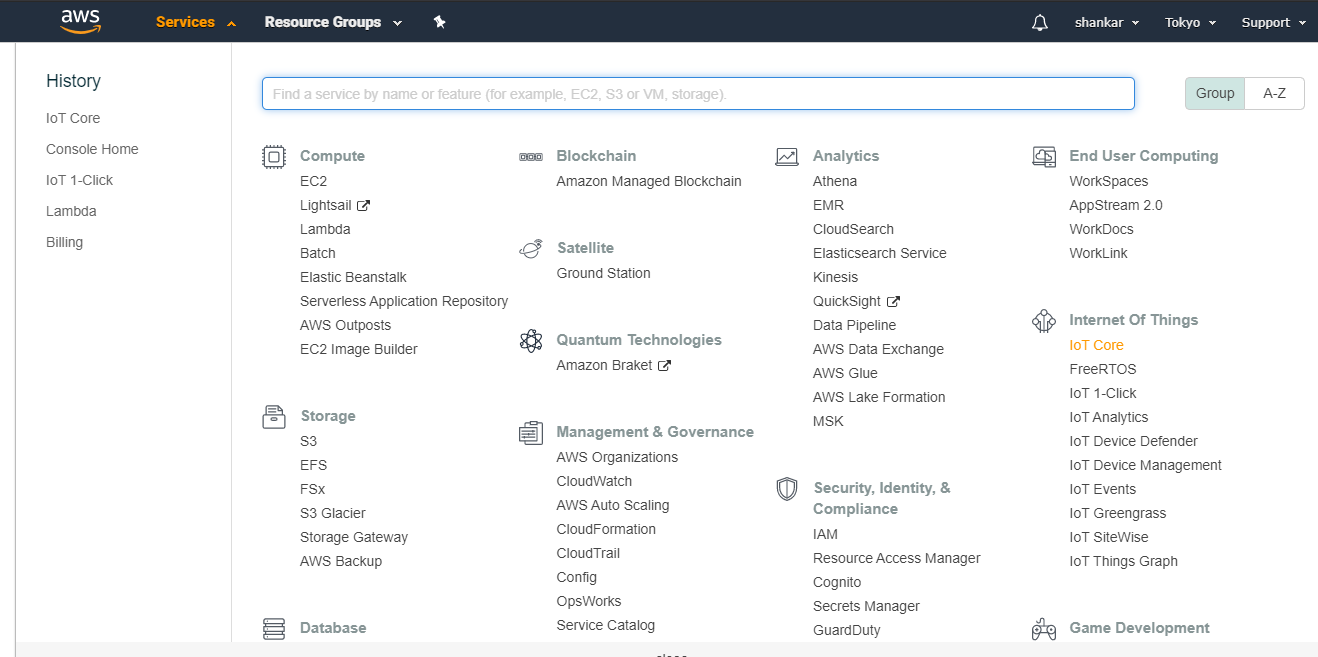 aws
Services
Resource Groups
shankar
Tokyo
Support
History
IoT Core
Console Home
IoT 1-Click
Lambda
Billing
Find a service by name or feature (for example, EC2, S3 or VM, storage).
Group
A-Z
Compute
EC2
Lightsail
Lambda
Batch
Elastic Beanstalk
Serverless Application Repository
AWS Outposts
EC2 Image Builder
Storage
S3
EFS
FSx
S3 Glacier
Storage Gateway
AWS Backup
Database
Blockchain
Amazon Managed Blockchain
Satellite
Ground Station
Quantum Technologies
Amazon Braket
Management & Governance
AWS Organizations
CloudWatch
AWS Auto Scaling
CloudFormation
CloudTrail
Config
OpsWorks
Service Catalog
Analytics
Athena
EMR
CloudSearch
Elasticsearch Service
Kinesis
QuickSight
Data Pipeline
AWS Data Exchange
AWS Glue
AWS Lake Formation
MSK
Security, Identity, &
Compliance
IAM
Resource Access Manager
Cognito
Secrets Manager
GuardDuty
End User Computing
WorkSpaces
AppStream 2.0
WorkDocs
WorkLink
Internet Of Things
IoT Core
FreeRTOS
IoT 1-Click
IoT Analytics
IoT Device Defender
IoT Device Management
IoT Events
IoT Greengrass
IoT SiteWise
IoT Things Graph
Game Development